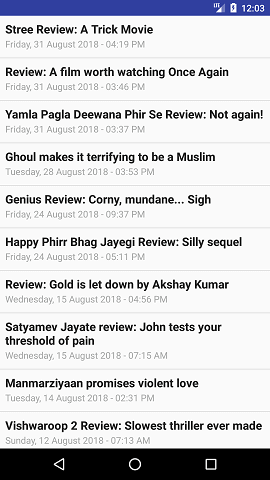 LTE 12:03
Stree Review: A Trick Movie
Friday, 31 August 2018 - 04:19 PM
Review: A film worth watching Once Again
Friday, 31 August 2018 - 03:46 PM
Yamla Pagla Deewana Phir Se Review: Not again!
Friday, 31 August 2018 - 03:37 PM
Ghoul makes it terrifying to be a Muslim
Tuesday, 28 August 2018 - 03:53 PM
Genius Review: Corny, mundane... Sigh
Friday, 24 August 2018 - 09:37 PM
Happy Phirr Bhag Jayegi Review: Silly sequel
Friday, 24 August 2018 - 05:11 PM
Review: Gold is let down by Akshay Kumar
Wednesday, 15 August 2018 - 04:56 PM
Satyamev Jayate review: John tests your
threshold of pain
Wednesday, 15 August 2018 - 07:15 AM
Manmarziyaan promises violent love
Tuesday, 14 August 2018 - 02:31 PM
Vishwaroop 2 Review: Slowest thriller ever made
Sunday, 12 August 2018 - 07:13 AM